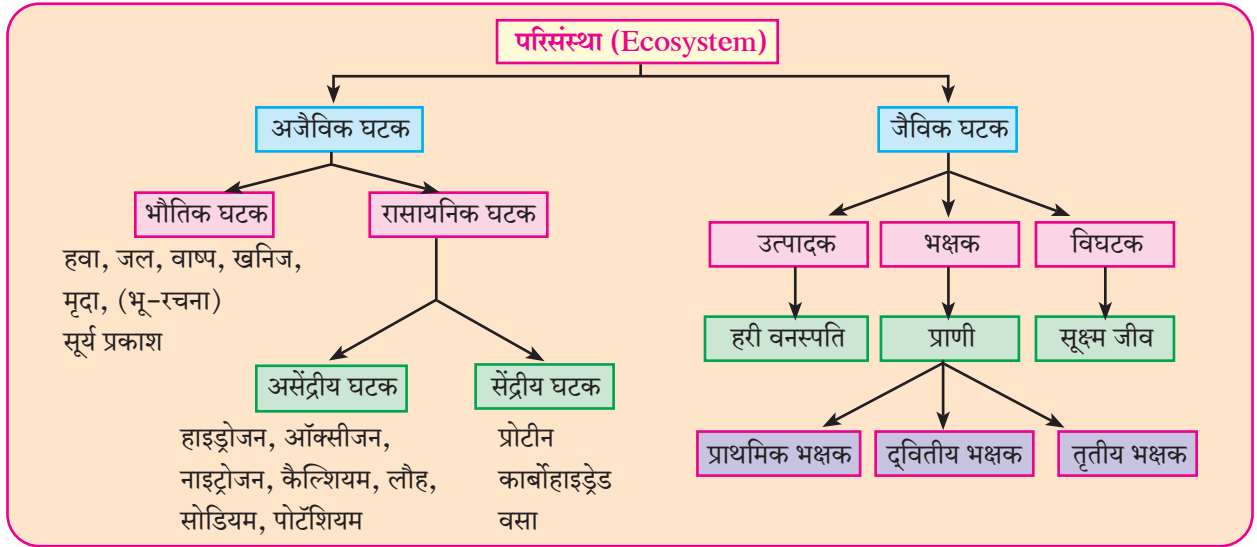 परिसंस्था (Ecosystem)
अजैविक घटक
जैविक घटक
भौतिक घटक
रासायनिक घटक
हवा, जल, वाष्प, खनिज,
मृदा, (भू-रचना)
सूर्य प्रकाश
असेंद्रीय घटक
सेंद्रीय घटक
हाइड्रोजन, ऑक्सीजन,
नाइट्रोजन, कैल्शियम, लौह,
सोडियम, पोटॅशियम
प्रोटीन
कार्बोहाइड्रेड
वसा
उत्पादक
भक्षक
विघटक
हरी वनस्पति
प्राणी
सूक्ष्म जीव
प्राथमिक भक्षक
द्‌वितीय भक्षक
तृतीय भक्षक